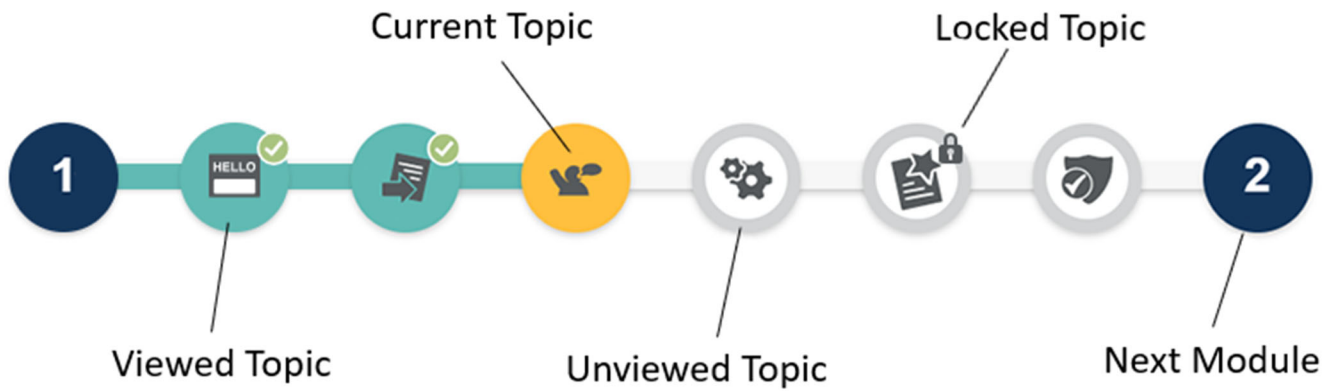 Current Topic
Locked Topic
1
HELLO
2
Viewed Topic
Unviewed Topic
Next Module